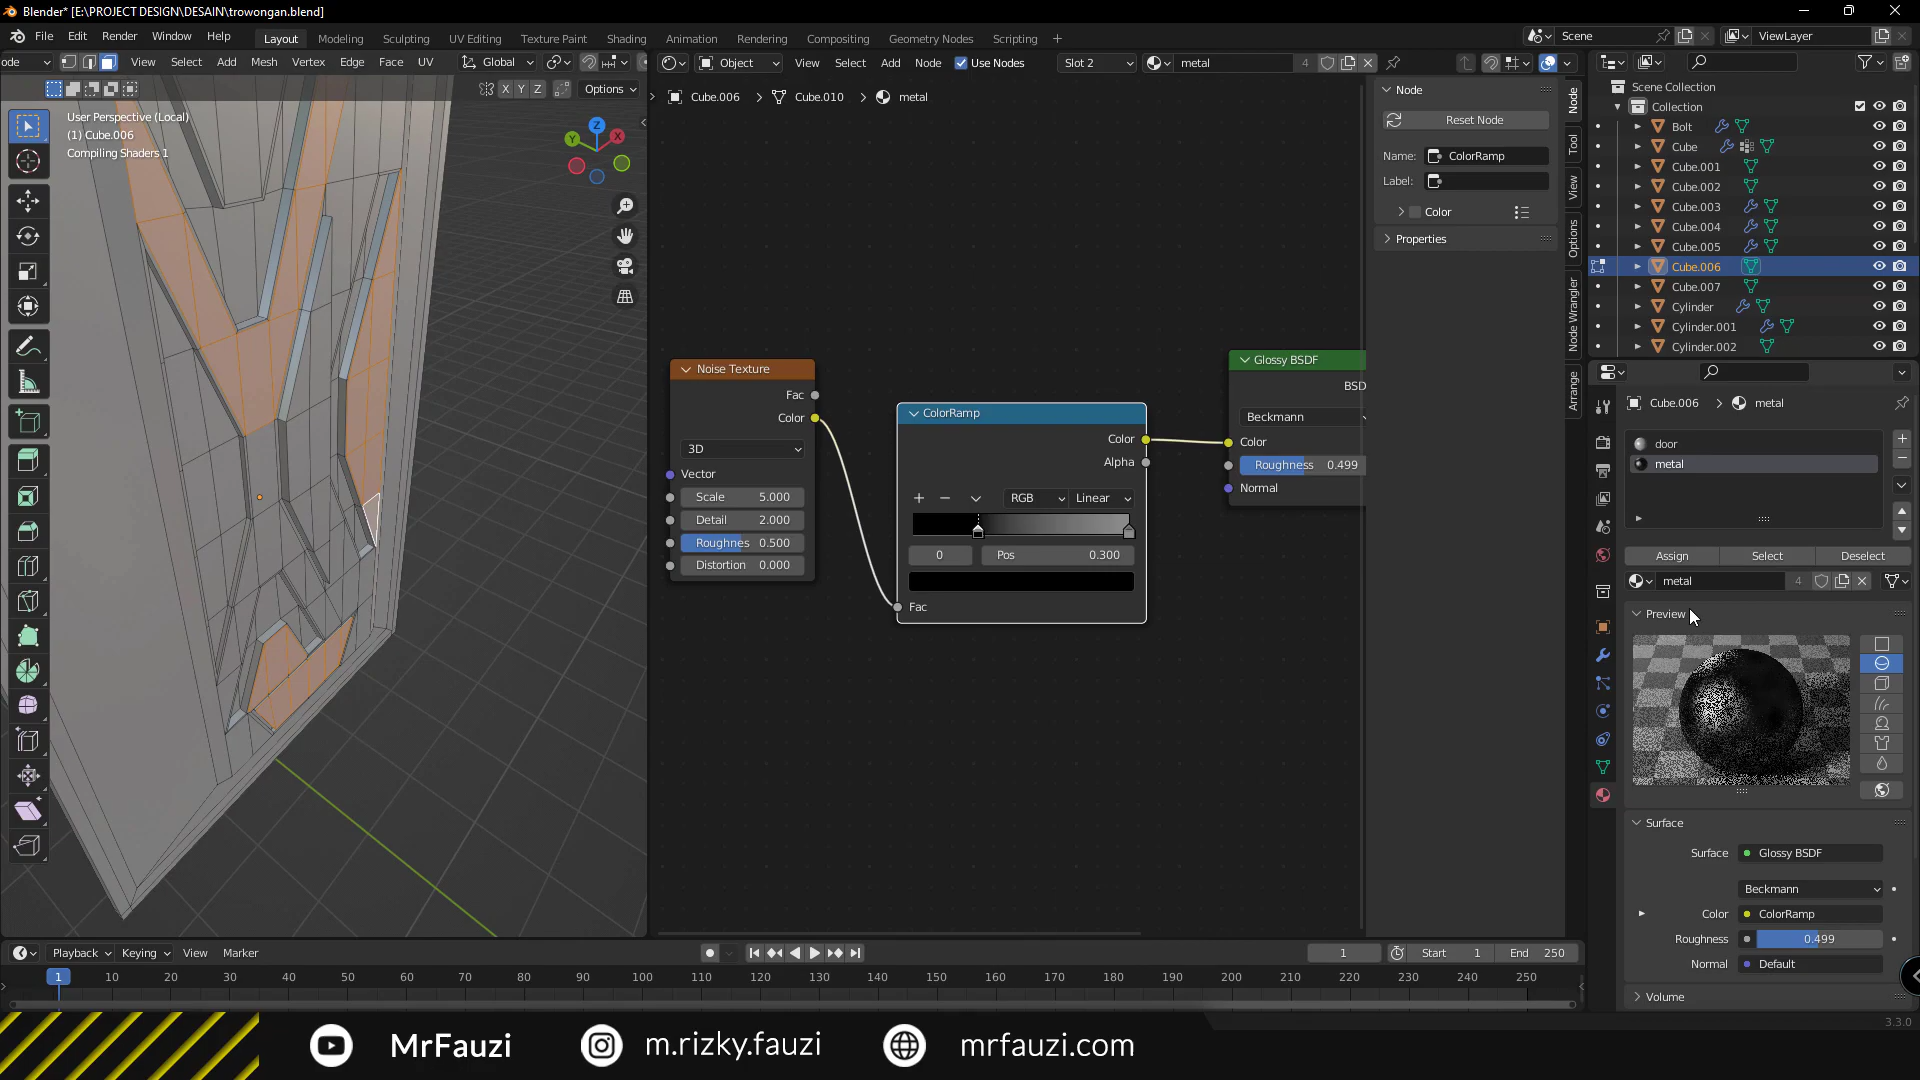 Blender* [E:\PROJECT DESIGN\DESAIN\trowongan.blend]
File Edit Render Window Help
Layout Modeling Sculpting UV Editing Texture Paint Shading Animation Rendering Compositing Geometry Nodes Scripting +
Scene
ViewLayer
ode
View Select Add Mesh Vertex Edge Face UV
Global
Object
View Select Add Node
Use Nodes
Slot 2
metal
4
X Y Z
Options
User Perspective (Local)
(1) Cube.006
Compiling Shaders 1
Z
X
Y
Cube.006 > Cube.010 > metal
Noise Texture
Fac
Color
3D
Vector
Scale 5.000
Detail 2.000
Roughnes 0.500
Distortion 0.000
ColorRamp
Color
Alpha
RGB
Linear
0
Pos 0.300
Fac
Glossy BSDF
BSD
Beckmann
Color
Roughness 0.499
Normal
Node
Reset Node
Name: ColorRamp
Label:
Color
Properties
Node
Tool
View
Options
Node Wrangler
Arrange
Scene Collection
Collection
Bolt
Cube
Cube.001
Cube.002
Cube.003
Cube.004
Cube.005
Cube.006
Cube.007
Cylinder
Cylinder.001
Cylinder.002
Cube.006 > metal
door
metal
Assign Select Deselect
metal
4
Preview
Surface
Surface Glossy BSDF
Beckmann
Color ColorRamp
Roughness 0.499
Normal Default
Volume
Playback Keying View Marker
1
Start 1
End 250
1 10 20 30 40 50 60 70 80 90 100 110 120 130 140 150 160 170 180 190 200 210 220 230 240 250
3.3.0
MrFauzi
m.rizky.fauzi
mrfauzi.com